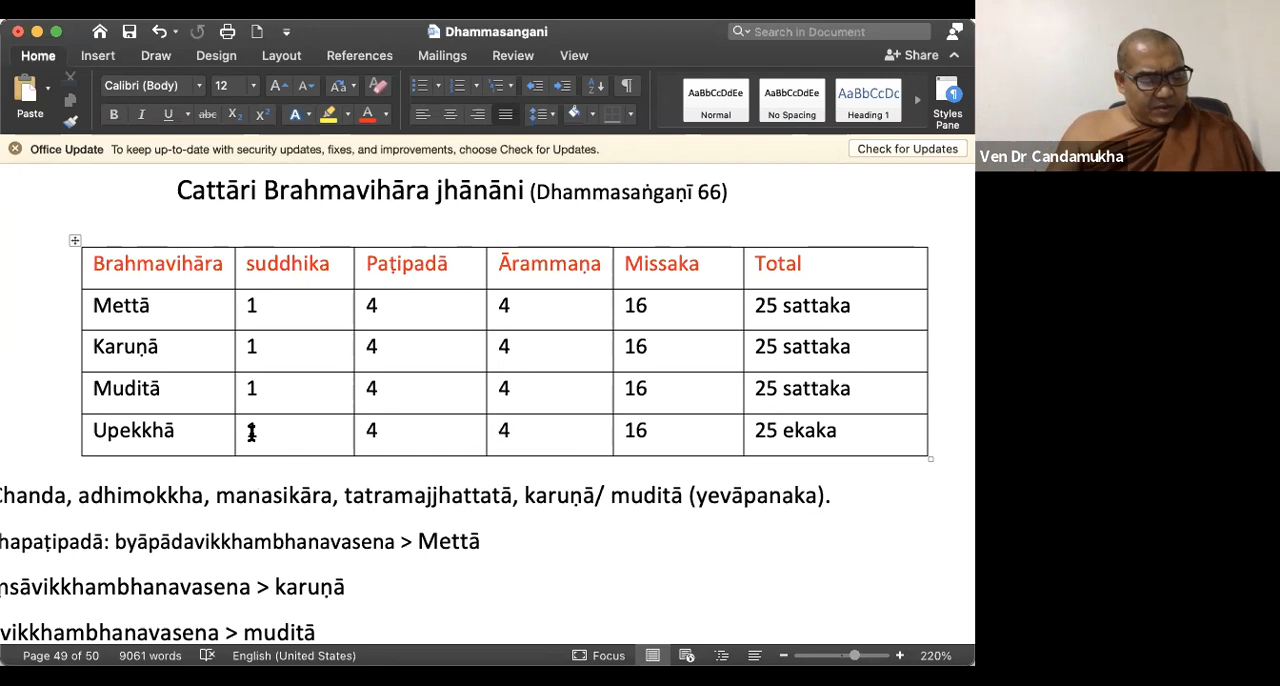 Dhammasangani
Search in Document
Home Insert Draw Design Layout References Mailings Review View Share
Paste
Calibri (Body) 12
AaBbCcDdEe AaBbCcDdEe AaBbCcDc
Normal No Spacing Heading 1
Styles Pane
Office Update To keep up-to-date with security updates, fixes, and improvements, choose Check for Updates. Check for Updates
Ven Dr Candamukha
Cattāri Brahmavihāra jhānāni (Dhammasaṅgaṇī 66)
Brahmavihāra suddhika Paṭipadā Ārammaṇa Missaka Total
Mettā 1 4 4 16 25 sattaka
Karuṇā 1 4 4 16 25 sattaka
Muditā 1 4 4 16 25 sattaka
Upekkhā 1 4 4 16 25 ekaka
Chanda, adhimokkha, manasikāra, tatramajjhattatā, karuṇā/ muditā (yevāpanaka).
hapaṭipadā: byāpādavikkhambhanavasena > Mettā
ṃsāvikkhambhanavasena > karuṇā
vikkhambhanavasena > muditā
Page 49 of 50 9061 words English (United States) Focus 220%